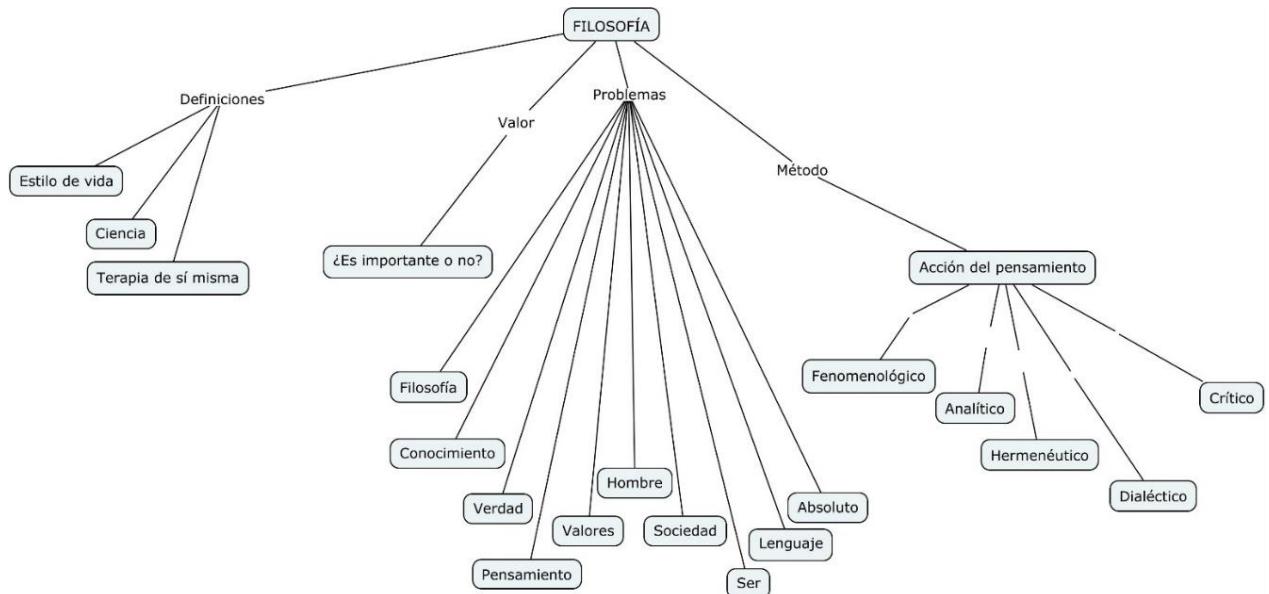 FILOSOFÍA
Definiciones
Estilo de vida
Ciencia
Terapia de sí misma
Valor
¿Es importante o no?
Problemas
Filosofía
Conocimiento
Verdad
Pensamiento
Valores
Hombre
Sociedad
Ser
Lenguaje
Absoluto
Método
Acción del pensamiento
Fenomenológico
Analítico
Hermenéutico
Dialéctico
Crítico